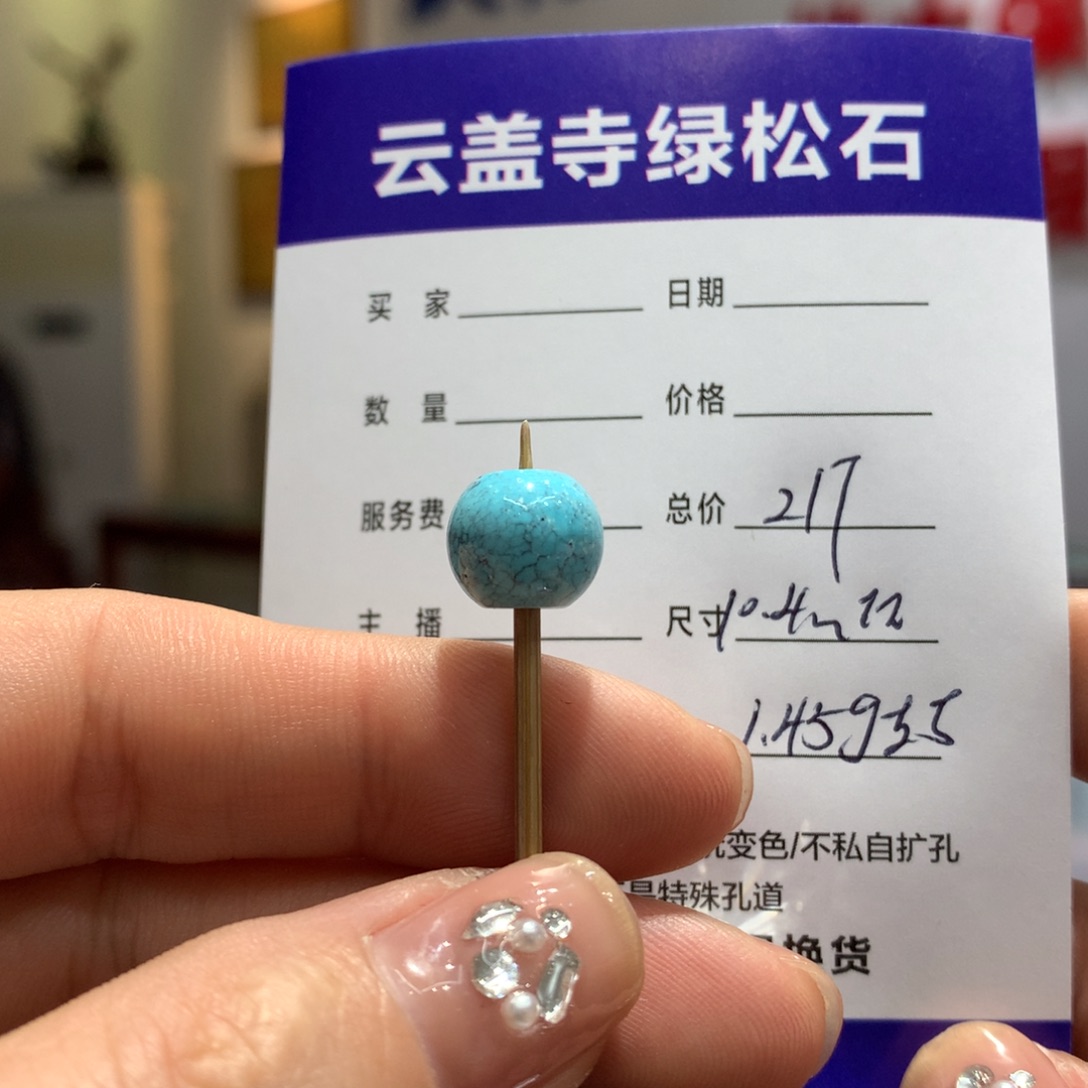 云盖寺绿松石
买 家 日期
数 量 价格
服务费 总价 217
主 播 尺寸 10.4
1.459
变色/不私自扩孔
是特殊孔道
换货